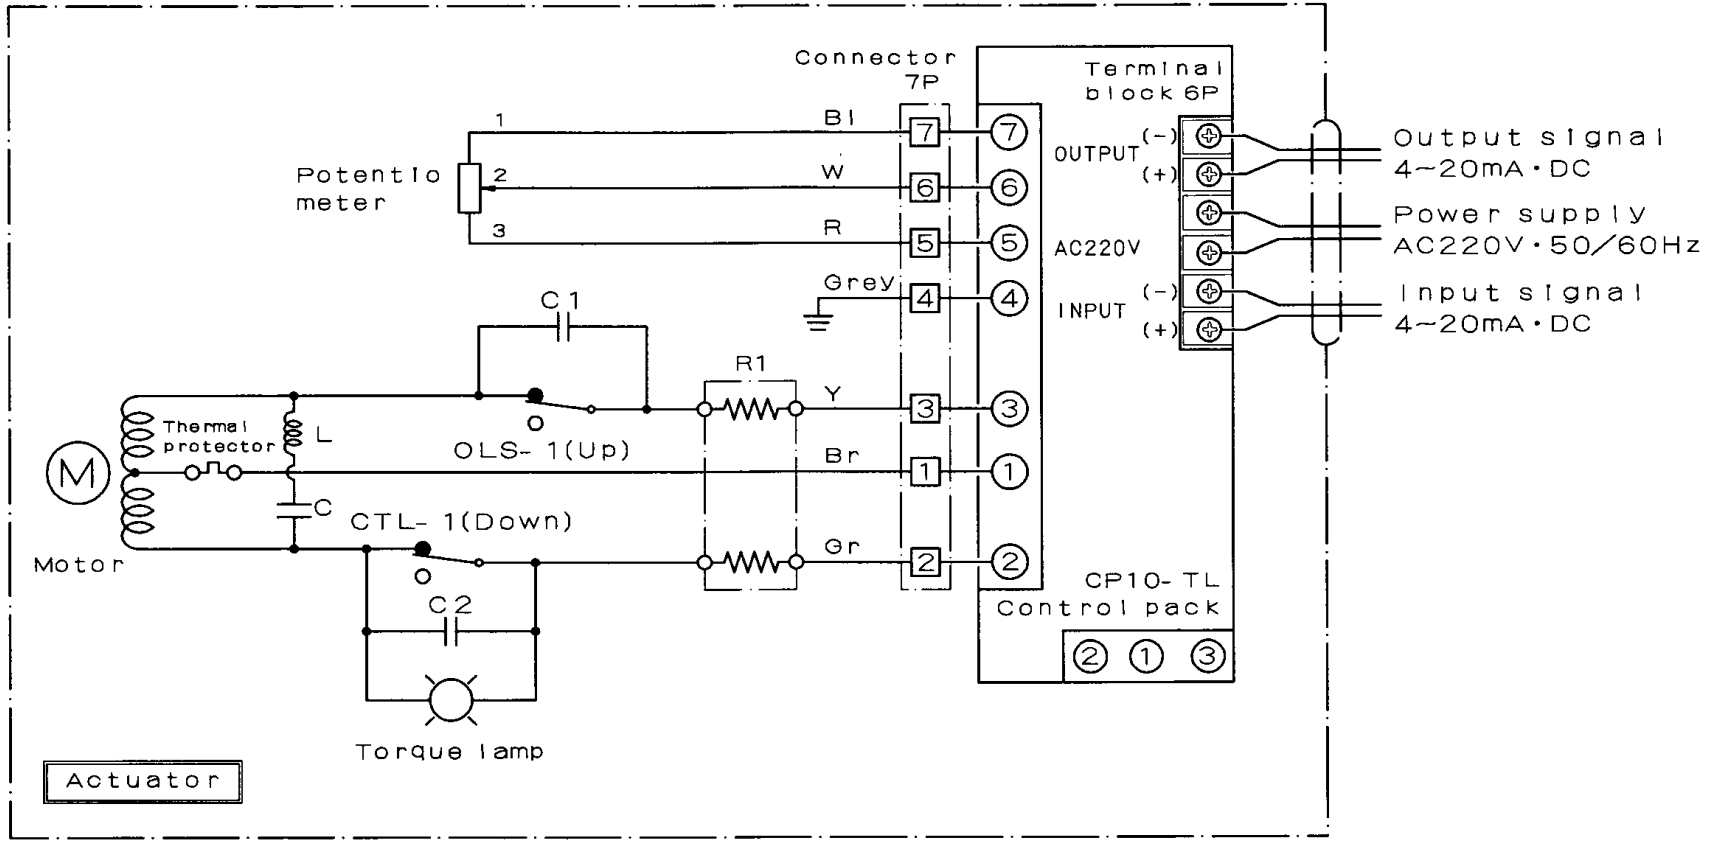 Connector
7P
Terminal
block 6P
1
Bl
7
7
OUTPUT
(-)
(+)
Output signal
4~20mA・DC
Potentio
meter
2
W
6
6
3
R
5
5
AC220V
Power supply
AC220V・50/60Hz
Grey
4
4
INPUT
(-)
(+)
Input signal
4~20mA・DC
C1
R1
Y
3
3
Thermal
protector
L
OLS-1(Up)
M
Br
1
1
C
CTL-1(Down)
Motor
Gr
2
2
C2
CP10-TL
Control pack
2 1 3
Torque lamp
Actuator